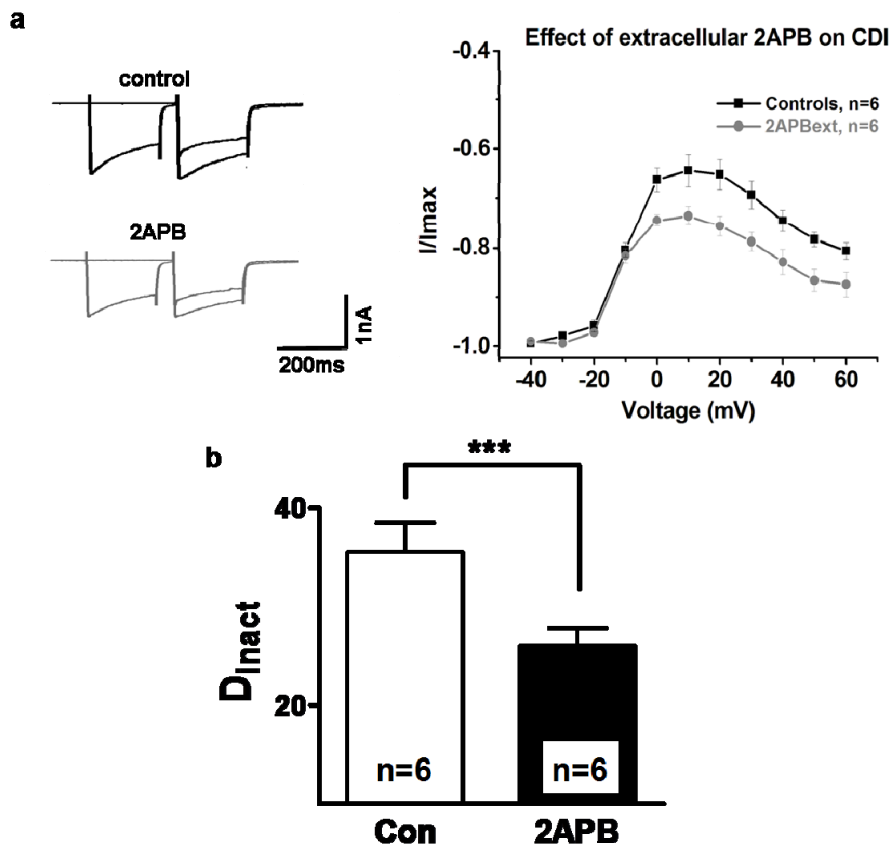 a
control
2APB
1nA
200ms
Effect of extracellular 2APB on CDI
Controls, n=6
2APBext, n=6
I/Imax
-0.4
-0.6
-0.8
-1.0
-40 -20 0 20 40 60
Voltage (mV)
b
***
D Inact
40
20
n=6 n=6
Con 2APB